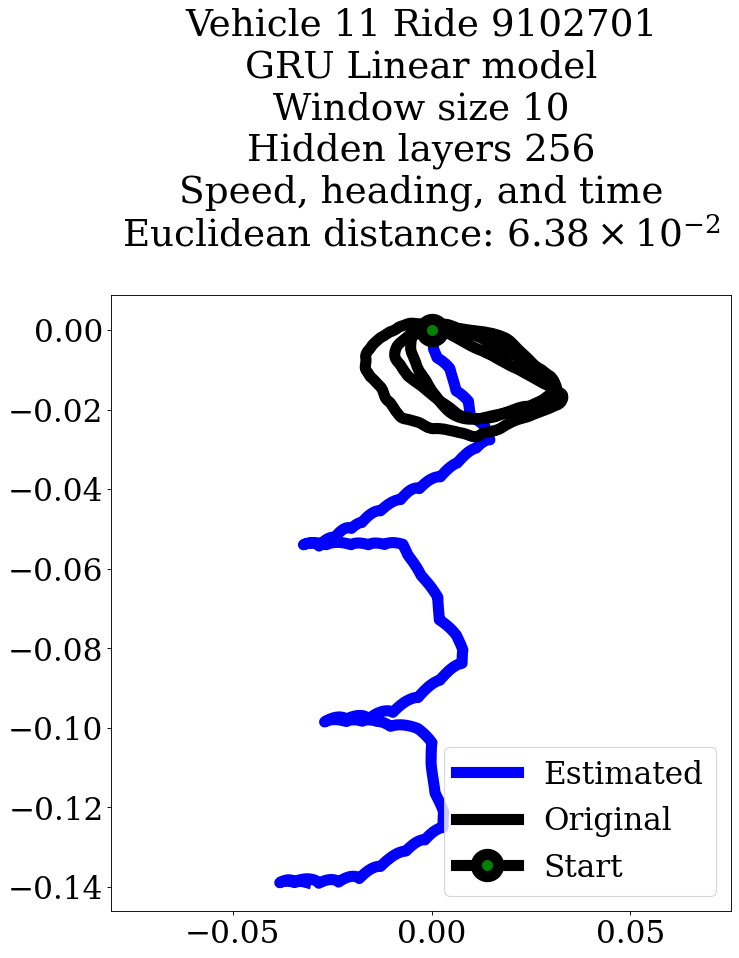 Vehicle 11 Ride 9102701
GRU Linear model
Window size 10
Hidden layers 256
Speed, heading, and time
Euclidean distance: 6.38 × 10⁻²
0.00
−0.02
−0.04
−0.06
−0.08
−0.10
−0.12
−0.14
Estimated
Original
Start
−0.05 0.00 0.05